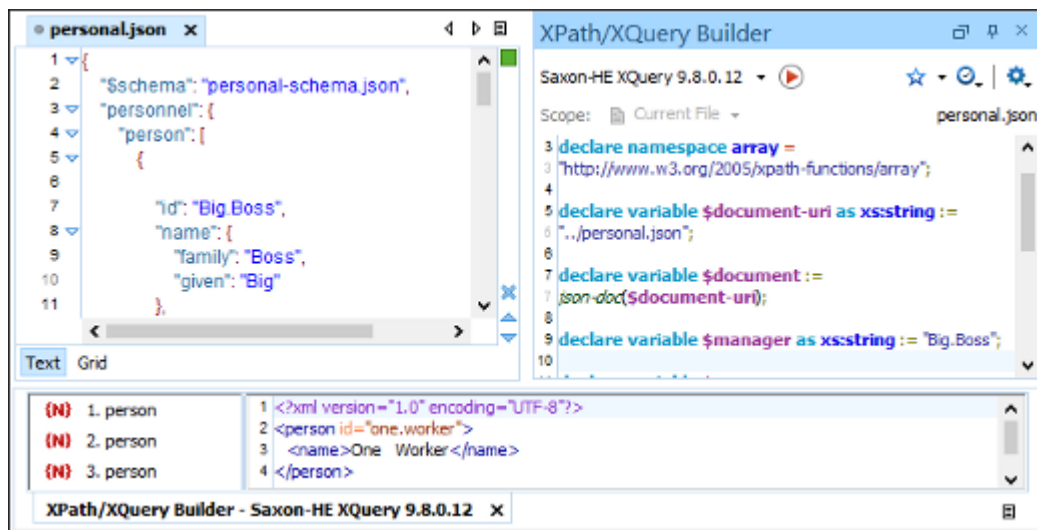 personal.json
1 {
2 "$schema": "personal-schema.json",
3 "personnel": {
4 "person": [
5 {
6
7 "id": "Big.Boss",
8 "name": {
9 "family": "Boss",
10 "given": "Big"
11 },
Text Grid
XPath/XQuery Builder
Saxon-HE XQuery 9.8.0.12
Scope: Current File personal.json
3 declare namespace array =
3 "http://www.w3.org/2005/xpath-functions/array";
4
5 declare variable $document-uri as xs:string :=
6 "../personal.json";
6
7 declare variable $document :=
7 json-doc($document-uri);
8
9 declare variable $manager as xs:string := "Big.Boss";
10
{N} 1. person
{N} 2. person
{N} 3. person
1 <?xml version="1.0" encoding="UTF-8"?>
2 <person id="one.worker">
3 <name>One Worker</name>
4 </person>
XPath/XQuery Builder - Saxon-HE XQuery 9.8.0.12